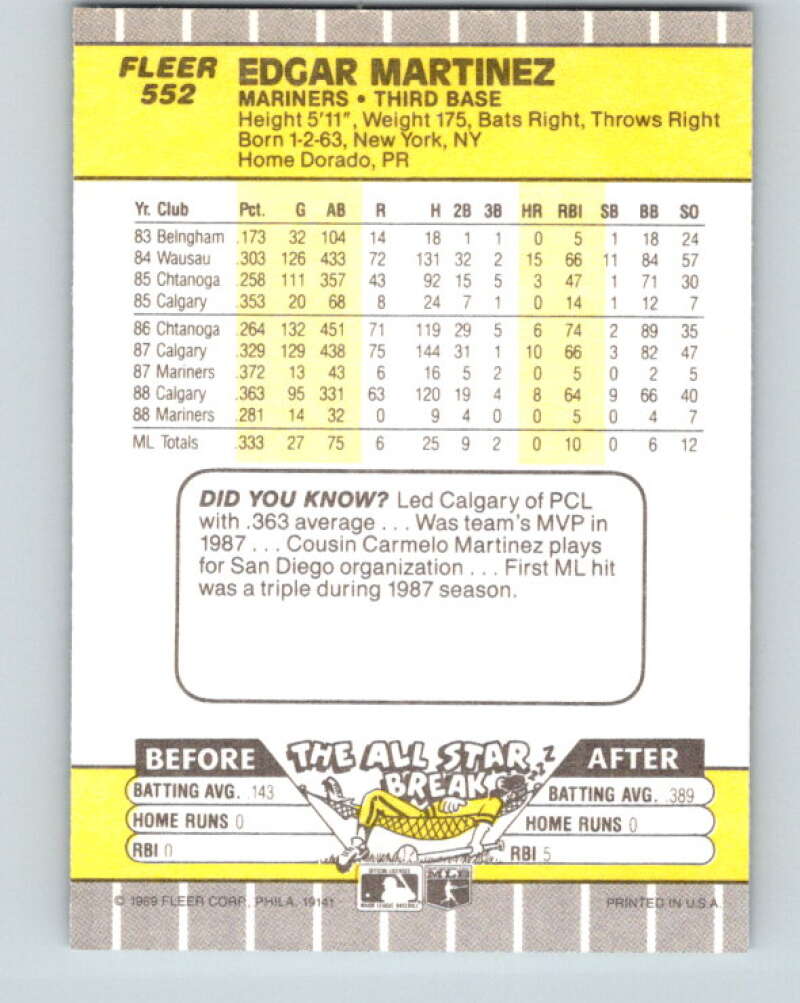 FLEER
552
EDGAR MARTINEZ
MARINERS • THIRD BASE
Height 5'11", Weight 175, Bats Right, Throws Right
Born 1-2-63, New York, NY
Home Dorado, PR
Yr. Club Pct. G AB R H 2B 3B HR RBI SB BB SO
83 Belngham .173 32 104 14 18 1 1 0 5 1 18 24
84 Wausau .303 126 433 72 131 32 2 15 66 11 84 57
85 Chtanoga .258 111 357 43 92 15 5 3 47 1 71 30
85 Calgary .353 20 68 8 24 7 1 0 14 1 12 7
86 Chtanoga .264 132 451 71 119 29 5 6 74 2 89 35
87 Calgary .329 129 438 75 144 31 1 10 66 3 82 47
87 Mariners .372 13 43 6 16 5 2 0 5 0 2 5
88 Calgary .363 95 331 63 120 19 4 8 64 9 66 40
88 Mariners .281 14 32 0 9 4 0 0 5 0 4 7
ML Totals .333 27 75 6 25 9 2 0 10 0 6 12
DID YOU KNOW? Led Calgary of PCL
with .363 average . . . Was team's MVP in
1987 . . . Cousin Carmelo Martinez plays
for San Diego organization . . . First ML hit
was a triple during 1987 season.
BEFORE THE ALL STAR BREAK AFTER
zzzzz
BATTING AVG. .143 BATTING AVG. .389
HOME RUNS 0 HOME RUNS 0
RBI 0 RBI 5
OFFICIAL LICENSEE
MAJOR LEAGUE BASEBALL
© 1989 FLEER CORP., PHILA. 19141 PRINTED IN U.S.A.